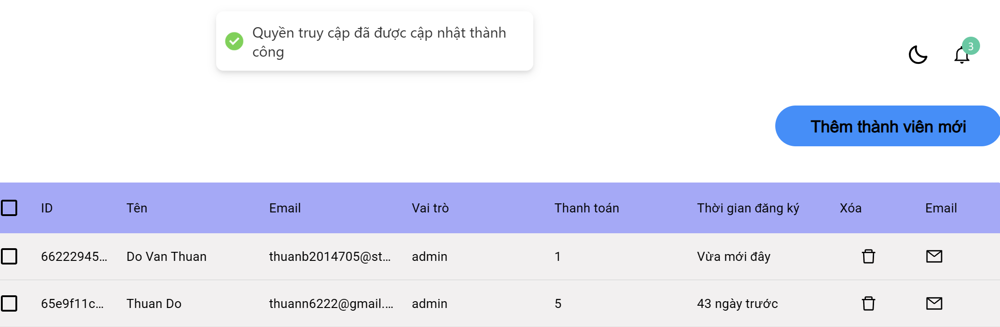 Quyền truy cập đã được cập nhật thành
công
3
Thêm thành viên mới
ID Tên Email Vai trò Thanh toán Thời gian đăng ký Xóa Email
66222945... Do Van Thuan thuanb2014705@st... admin 1 Vừa mới đây
65e9f11c... Thuan Do thuann6222@gmail.... admin 5 43 ngày trước